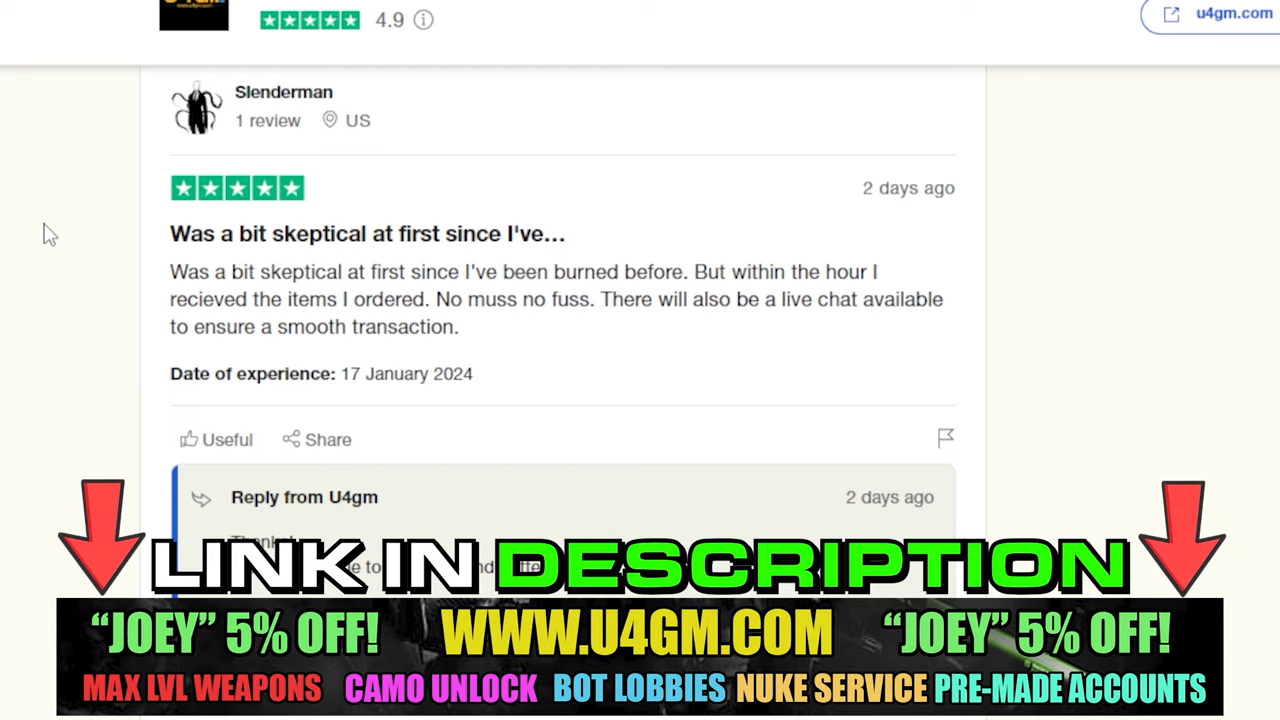 4.9
u4gm.com
Slenderman
1 review US
2 days ago
Was a bit skeptical at first since I've...
Was a bit skeptical at first since I've been burned before. But within the hour I
recieved the items I ordered. No muss no fuss. There will also be a live chat available
to ensure a smooth transaction.
Date of experience: 17 January 2024
Useful Share
Reply from U4gm 2 days ago
LINK IN DESCRIPTION
"JOEY" 5% OFF! WWW.U4GM.COM "JOEY" 5% OFF!
MAX LVL WEAPONS CAMO UNLOCK BOT LOBBIES NUKE SERVICE PRE-MADE ACCOUNTS